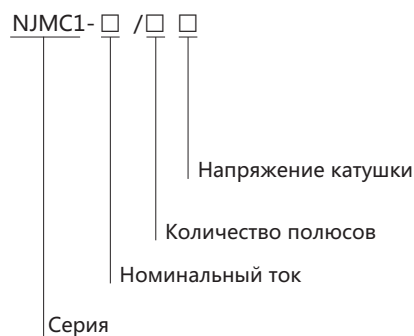 NJMC1-□ /□ □
Напряжение катушки
Количество полюсов
Номинальный ток
Серия